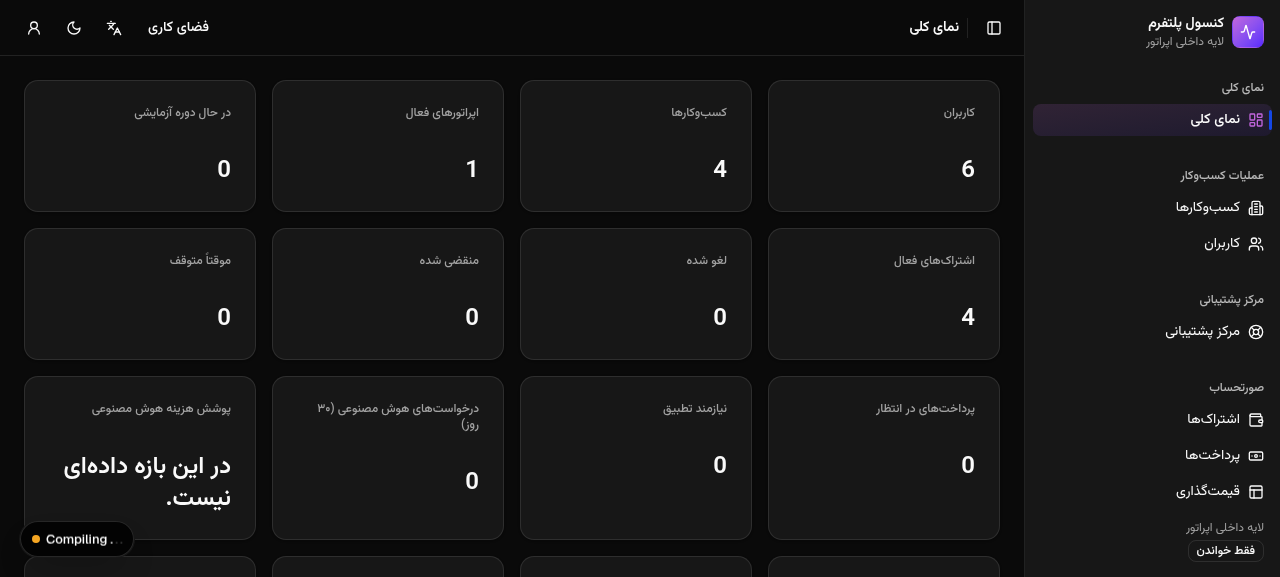 کنسول پلتفرم
لایه داخلی اپراتور
نمای کلی
نمای کلی
عملیات کسب‌وکار
کسب‌وکارها
کاربران
مرکز پشتیبانی
مرکز پشتیبانی
صورتحساب
اشتراک‌ها
پرداخت‌ها
قیمت‌گذاری
لایه داخلی اپراتور
فقط خواندن
نمای کلی
فضای کاری
کاربران
6
کسب‌وکارها
4
اپراتورهای فعال
1
در حال دوره آزمایشی
0
اشتراک‌های فعال
4
لغو شده
0
منقضی شده
0
موقتاً متوقف
0
پرداخت‌های در انتظار
0
نیازمند تطبیق
0
درخواست‌های هوش مصنوعی (۳۰
روز)
0
پوشش هزینه هوش مصنوعی
در این بازه داده‌ای
نیست.
Compiling ...